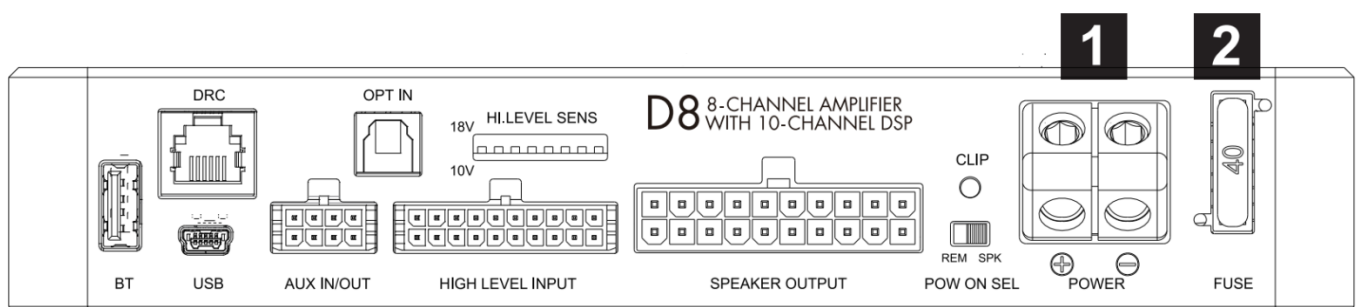 1
2
DRC
OPT IN
HI.LEVEL SENS
18V
10V
D8 8-CHANNEL AMPLIFIER
WITH 10-CHANNEL DSP
CLIP
40
REM SPK
BT
USB
AUX IN/OUT
HIGH LEVEL INPUT
SPEAKER OUTPUT
POW ON SEL
+ −
POWER
FUSE